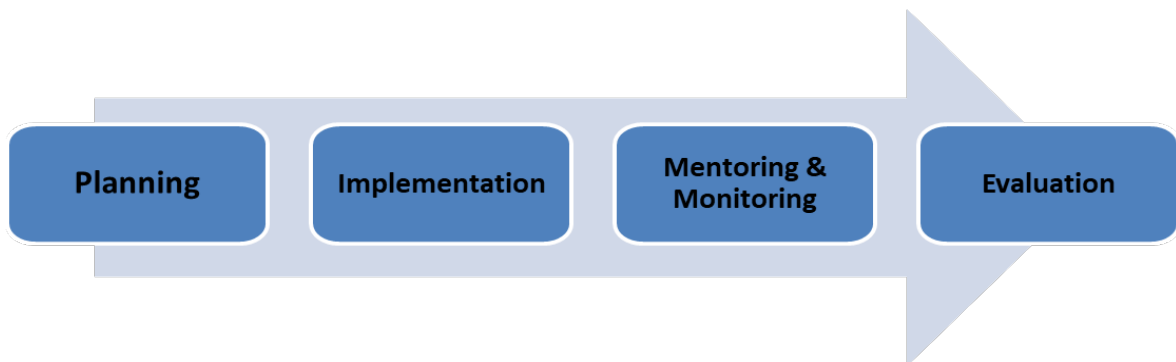 Planning
Implementation
Mentoring &
Monitoring
Evaluation